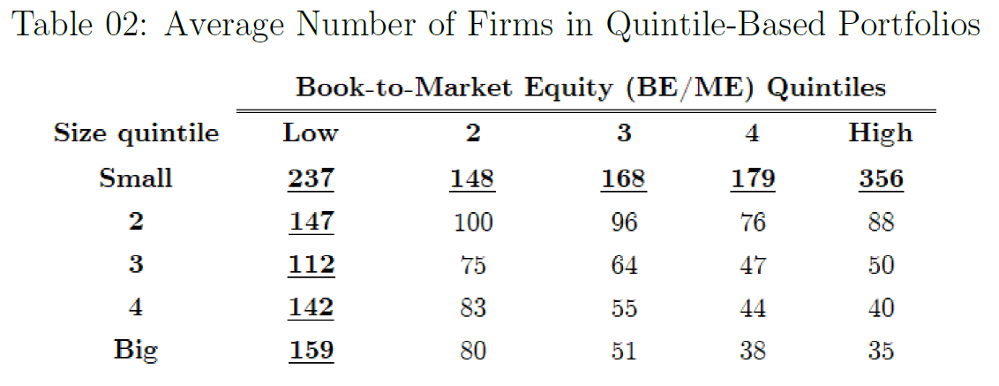 Table 02: Average Number of Firms in Quintile-Based Portfolios
Book-to-Market Equity (BE/ME) Quintiles
Size quintile Low 2 3 4 High
Small 237 148 168 179 356
2 147 100 96 76 88
3 112 75 64 47 50
4 142 83 55 44 40
Big 159 80 51 38 35